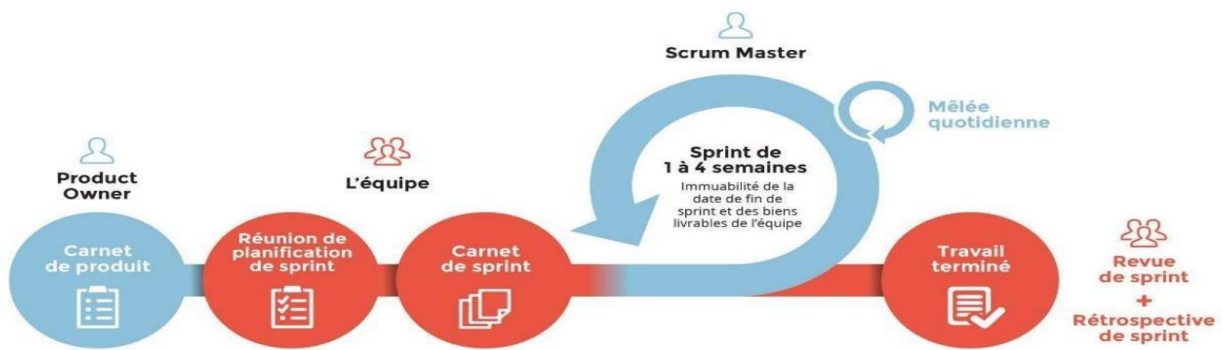 Scrum Master
Mêlée
quotidienne
Product
Owner
L'équipe
Sprint de
1 à 4 semaines
Immuabilité de la
date de fin de
sprint et des biens
livrables de l'équipe
Carnet
de produit
Réunion de
planification
de sprint
Carnet
de sprint
Travail
terminé
Revue
de sprint
+
Rétrospective
de sprint